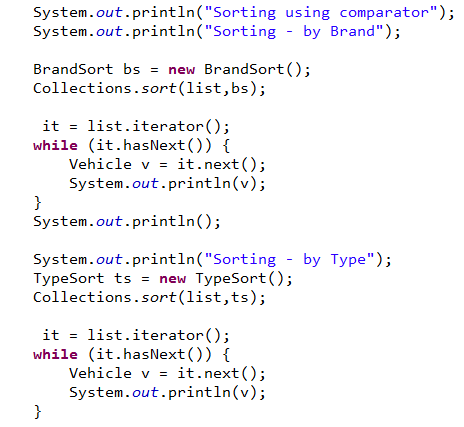 System.out.println("Sorting using comparator");
System.out.println("Sorting - by Brand");

BrandSort bs = new BrandSort();
Collections.sort(list,bs);

 it = list.iterator();
while (it.hasNext()) {
    Vehicle v = it.next();
    System.out.println(v);
}
System.out.println();

System.out.println("Sorting - by Type");
TypeSort ts = new TypeSort();
Collections.sort(list,ts);

 it = list.iterator();
while (it.hasNext()) {
    Vehicle v = it.next();
    System.out.println(v);
}